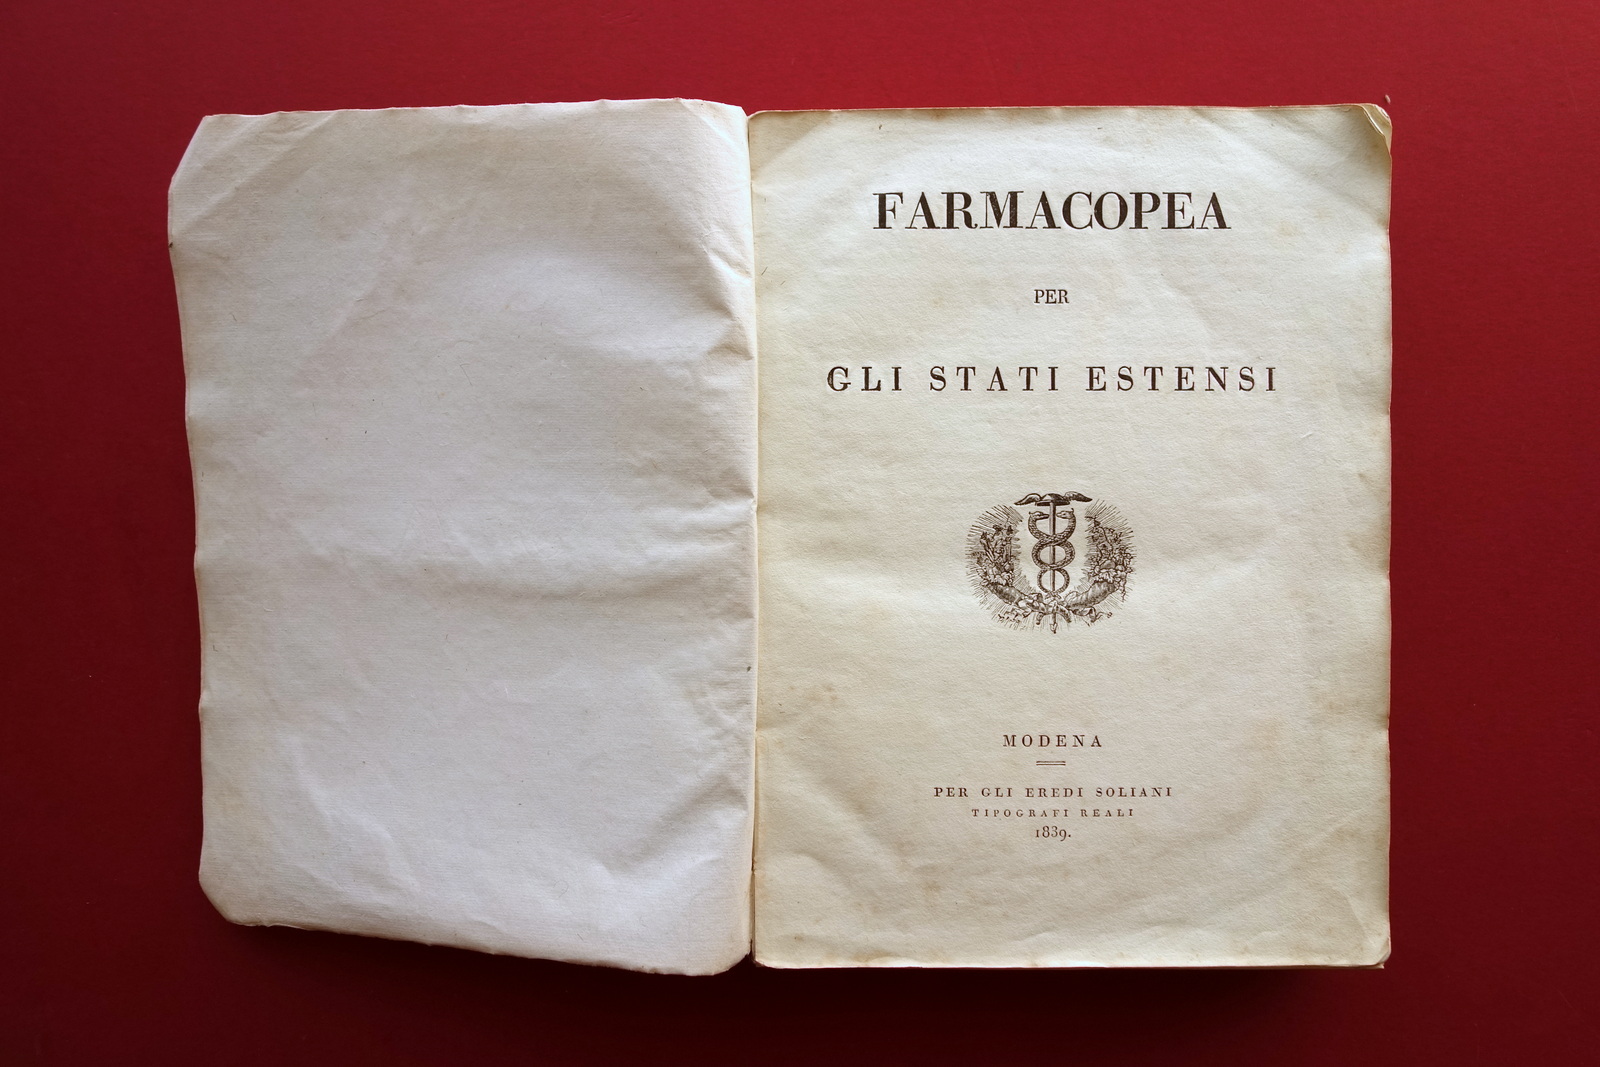 FARMACOPEA
PER
GLI STATI ESTENSI
MODENA
PER GLI EREDI SOLIANI
TIPOGRAFI REALI
1839.